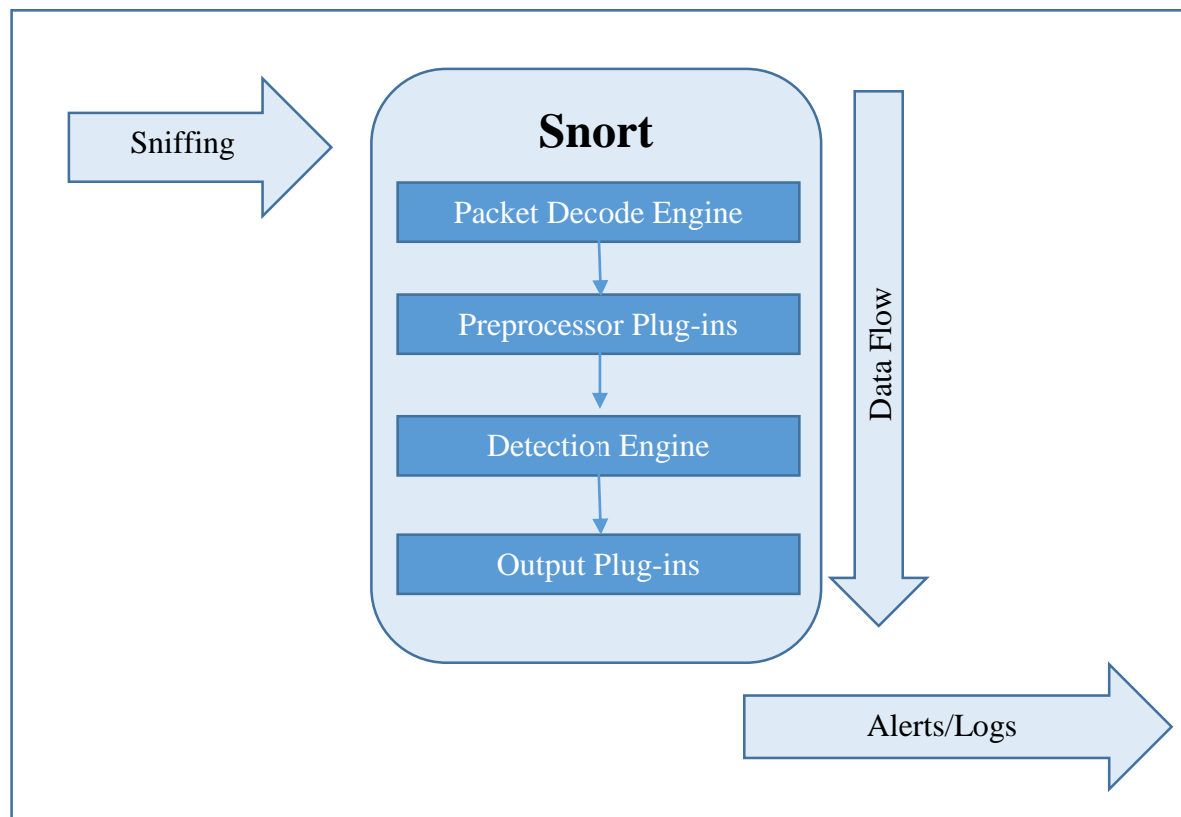 Sniffing
Snort
Packet Decode Engine
Preprocessor Plug-ins
Detection Engine
Output Plug-ins
Data Flow
Alerts/Logs